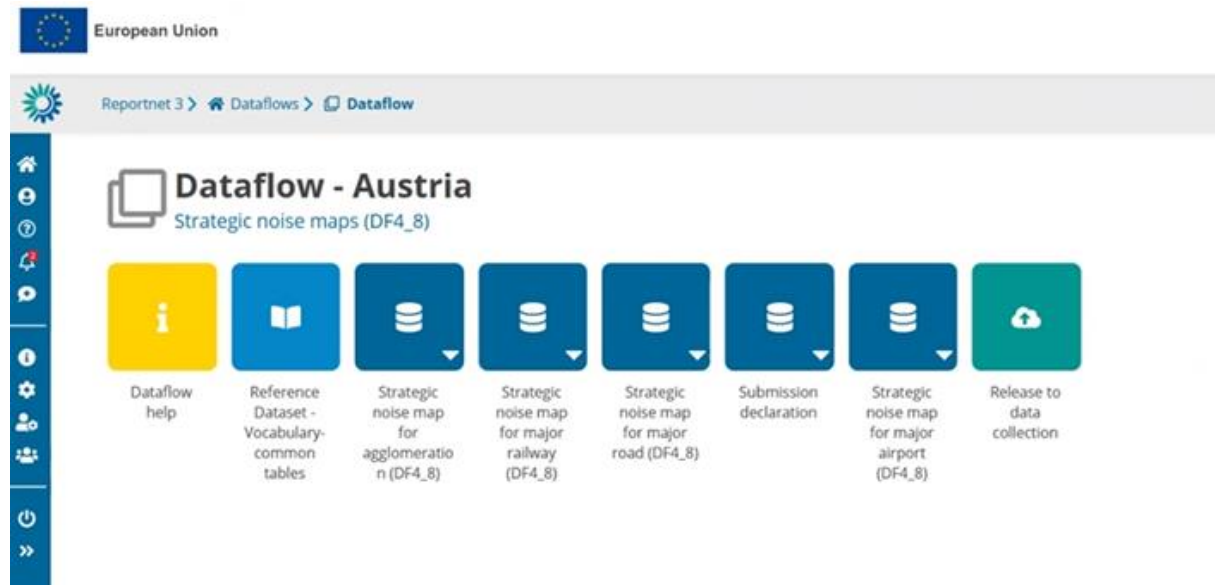 European Union
Reportnet 3 > Dataflows > Dataflow
Dataflow - Austria
Strategic noise maps (DF4_8)
Dataflow
help
Reference
Dataset -
Vocabulary-
common
tables
Strategic
noise map
for
agglomeratio
n (DF4_8)
Strategic
noise map
for major
railway
(DF4_8)
Strategic
noise map
for major
road (DF4_8)
Submission
declaration
Strategic
noise map
for major
airport
(DF4_8)
Release to
data
collection